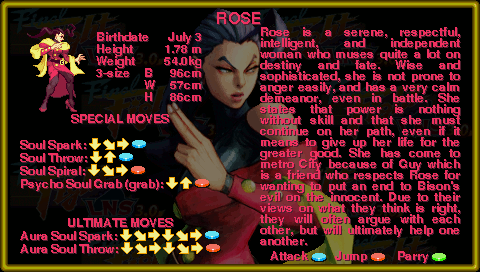 ROSE
Birthdate July 3
Height 1.78 m
Weight 54.0kg
3-size B 96cm
W 57cm
H 86cm
SPECIAL MOVES
Soul Spark:
Soul Throw:
Soul Spiral:
Psycho Soul Grab (grab):
ULTIMATE MOVES
Aura Soul Spark:
Aura Soul Throw:
Rose is a serene, respectful,
intelligent, and independent
woman who muses quite a lot on
destiny and fate. Wise and
sophisticated, she is not prone to
anger easily, and has a very calm
demeanor, even in battle. She
states that power is nothing
without skill and that she must
continue on her path, even if it
means to give up her life for the
greater good. She has come to
metro City because of Guy which
is a friend who respects Rose for
wanting to put an end to Bison's
evil on the innocent. Due to their
views on what they think is right,
they will often argue with each
other, but will ultimately help one
another.
Attack Jump Parry